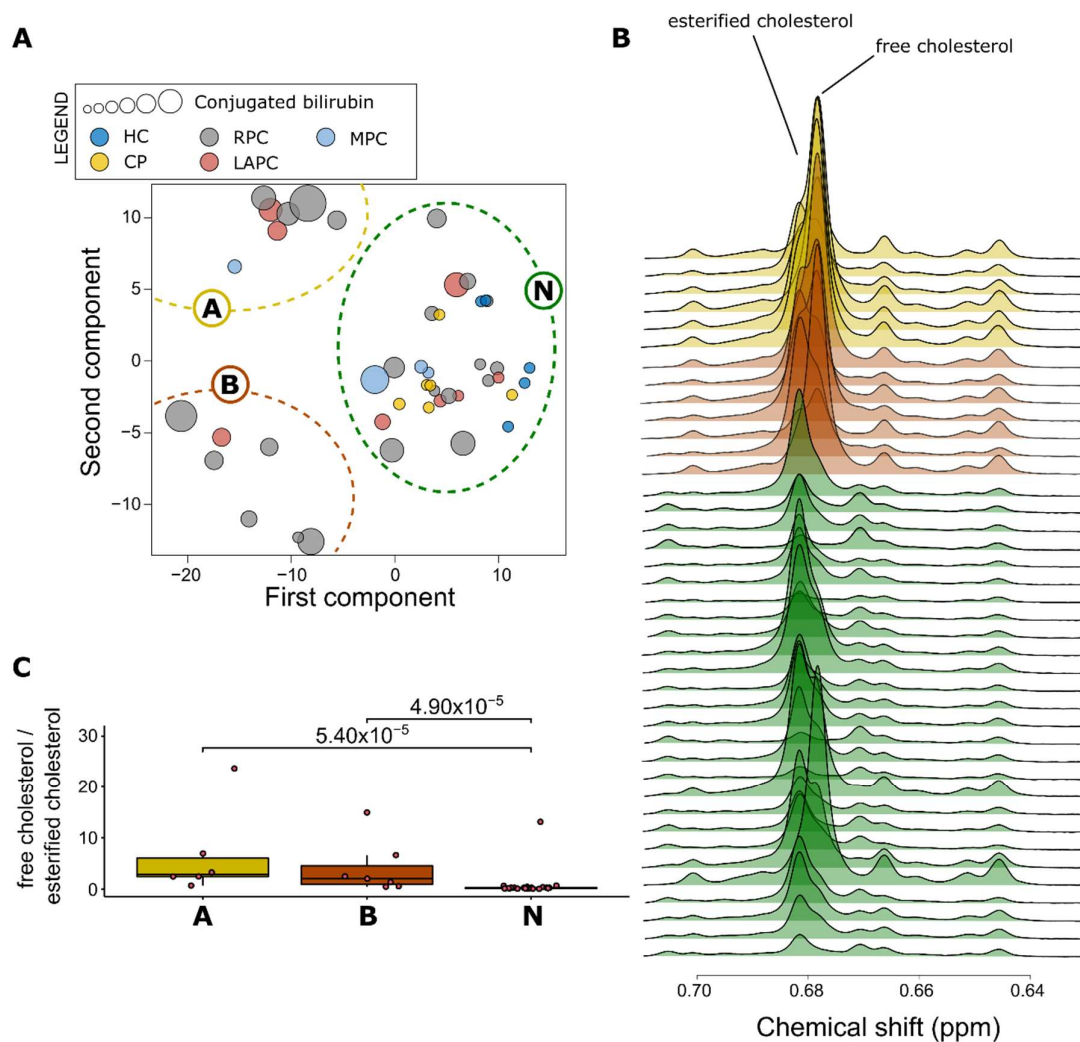 A
LEGEND
Conjugated bilirubin
HC
RPC
MPC
CP
LAPC
10
5
0
−5
−10
Second component
A
B
N
−20
−10
0
10
First component
B
esterified cholesterol
free cholesterol
0.70
0.68
0.66
0.64
Chemical shift (ppm)
C
4.90x10⁻⁵
5.40x10⁻⁵
30
20
10
0
free cholesterol /
esterified cholesterol
A
B
N